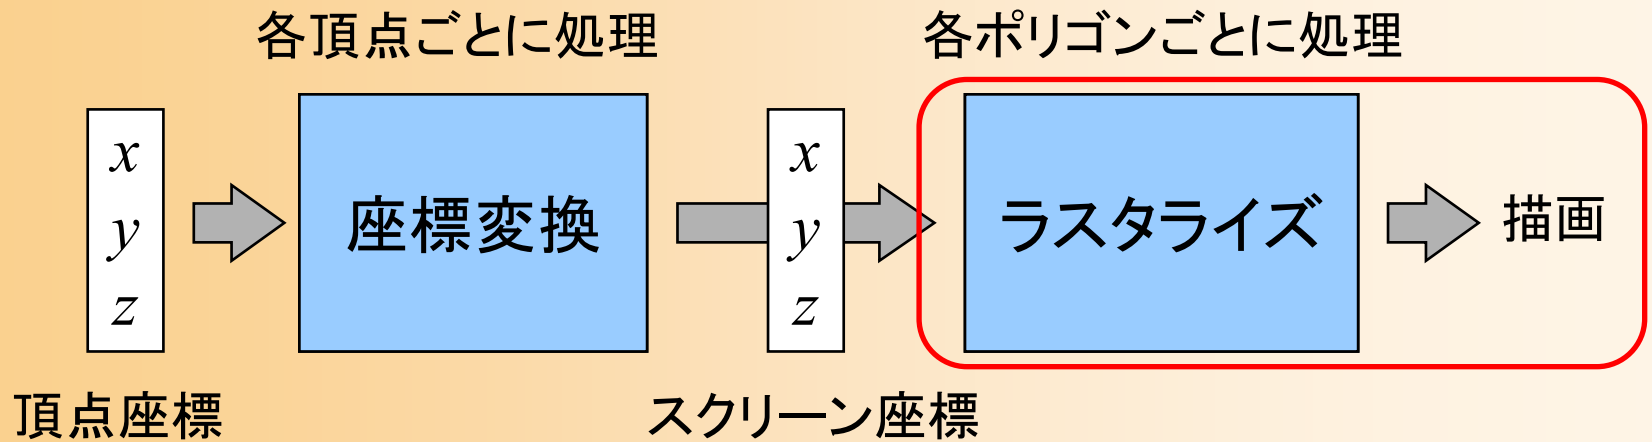 各頂点ごとに処理
各ポリゴンごとに処理
x
y
z
座標変換
x
y
z
ラスタライズ
描画
頂点座標
スクリーン座標